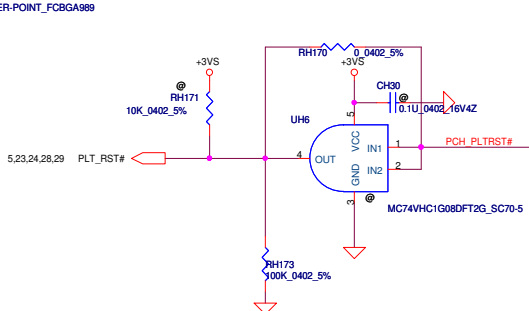 ER-POINT_FCBGA989
RH170 0_0402_5%
+3VS
+3VS
@
RH171
10K_0402_5%
CH30
@
0.1U_0402_16V4Z
UH6
5
VCC
5,23,24,28,29 PLT_RST#
4 OUT
IN1 1
PCH_PLTRST#
IN2 2
GND
3
@
MC74VHC1G08DFT2G_SC70-5
RH173
100K_0402_5%